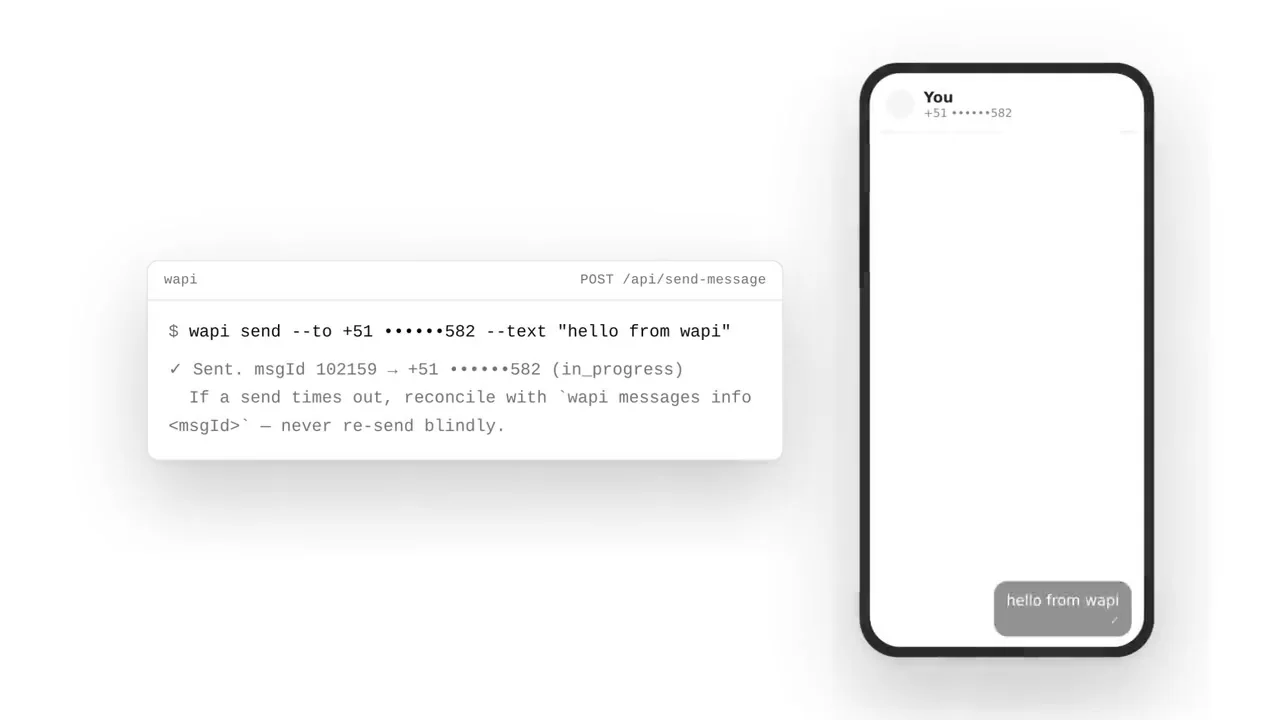 wapi
POST /api/send-message
$ wapi send --to +51 ••••••582 --text "hello from wapi"
✓ Sent. msgId 102159 → +51 ••••••582 (in_progress)
If a send times out, reconcile with `wapi messages info
<msgId>` — never re-send blindly.
You
+51 ••••••582
hello from wapi
✓